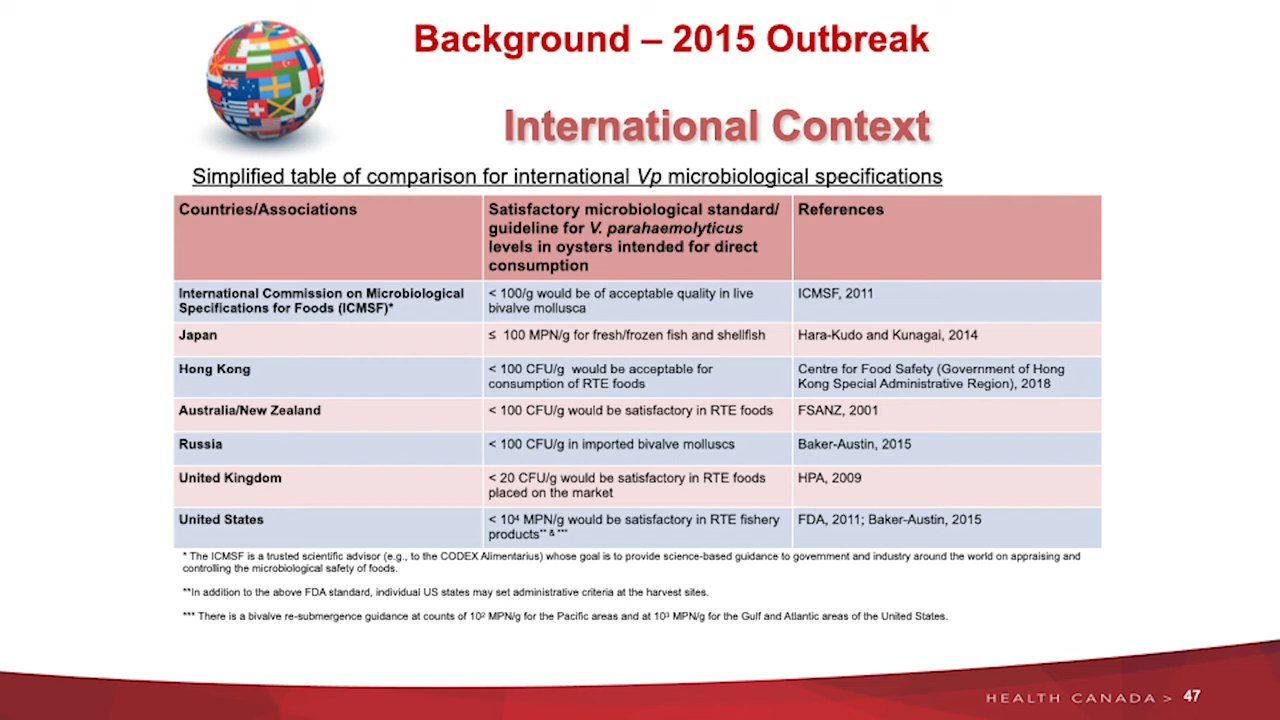 Background – 2015 Outbreak
International Context
Simplified table of comparison for international Vp microbiological specifications
Countries/Associations
Satisfactory microbiological standard/
guideline for V. parahaemolyticus
levels in oysters intended for direct
consumption
References
International Commission on Microbiological
Specifications for Foods (ICMSF)*
< 100/g would be of acceptable quality in live
bivalve mollusca
ICMSF, 2011
Japan
≤ 100 MPN/g for fresh/frozen fish and shellfish
Hara-Kudo and Kunagai, 2014
Hong Kong
< 100 CFU/g would be acceptable for
consumption of RTE foods
Centre for Food Safety (Government of Hong
Kong Special Administrative Region), 2018
Australia/New Zealand
< 100 CFU/g would be satisfactory in RTE foods
FSANZ, 2001
Russia
< 100 CFU/g in imported bivalve molluscs
Baker-Austin, 2015
United Kingdom
< 20 CFU/g would be satisfactory in RTE foods
placed on the market
HPA, 2009
United States
< 10⁴ MPN/g would be satisfactory in RTE fishery
products** & ***
FDA, 2011; Baker-Austin, 2015
* The ICMSF is a trusted scientific advisor (e.g., to the CODEX Alimentarius) whose goal is to provide science-based guidance to government and industry around the world on appraising and
controlling the microbiological safety of foods.
**In addition to the above FDA standard, individual US states may set administrative criteria at the harvest sites.
*** There is a bivalve re-submergence guidance at counts of 10² MPN/g for the Pacific areas and at 10³ MPN/g for the Gulf and Atlantic areas of the United States.
HEALTH CANADA > 47